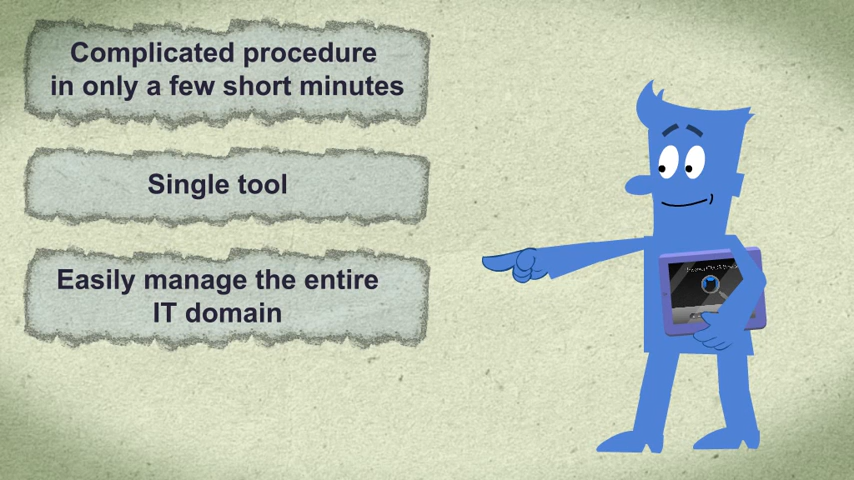 Complicated procedure
in only a few short minutes
Single tool
Easily manage the entire
IT domain